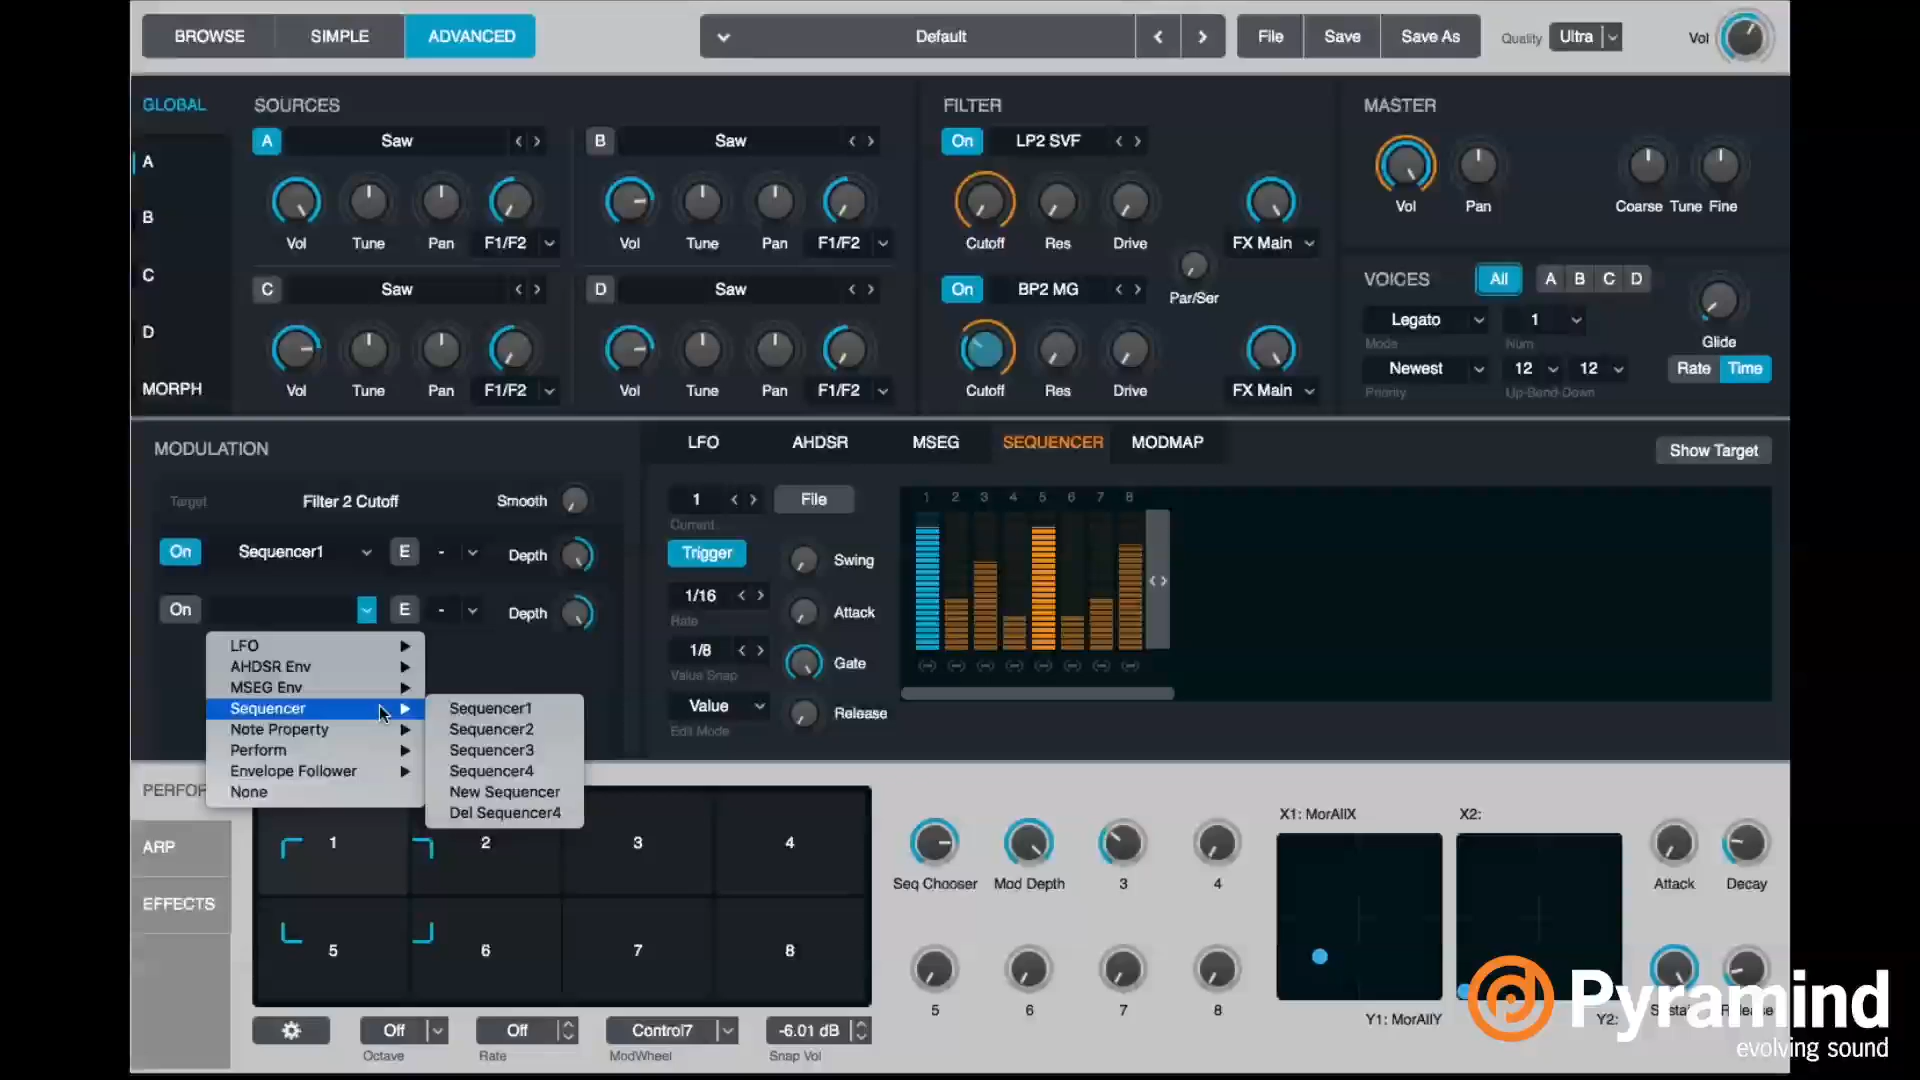 BROWSE SIMPLE ADVANCED Default File Save Save As Quality Ultra Vol
GLOBAL SOURCES FILTER MASTER
A Saw B Saw On LP2 SVF
A
Vol Tune Pan F1/F2 Vol Tune Pan F1/F2 Cutoff Res Drive FX Main Vol Pan Coarse Tune Fine
B
C Saw D Saw On BP2 MG Par/Ser VOICES All A B C D
C
Legato 1
Mode Num Glide
D
Newest 12 12 Rate Time
Priority Up-Bend-Down
MORPH Vol Tune Pan F1/F2 Vol Tune Pan F1/F2 Cutoff Res Drive FX Main
MODULATION LFO AHDSR MSEG SEQUENCER MODMAP Show Target
Target Filter 2 Cutoff Smooth 1 File 1 2 3 4 5 6 7 8
Current
On Sequencer1 E - Depth Trigger Swing
On E - Depth 1/16 Attack
Rate
LFO 1/8 Gate
AHDSR Env Value Snap
MSEG Env
Sequencer Sequencer1 Value Release
Note Property Sequencer2 Edit Mode
Perform Sequencer3
Envelope Follower Sequencer4
None New Sequencer
Del Sequencer4
PERFOR X1: MorAllX X2:
ARP 1 2 3 4 Seq Chooser Mod Depth 3 4 Attack Decay
EFFECTS
5 6 7 8 5 6 7 8
Off Off Control7 -6.01 dB Y1: MorAllY Y2:
Octave Rate ModWheel Snap Vol
Pyramind
evolving sound